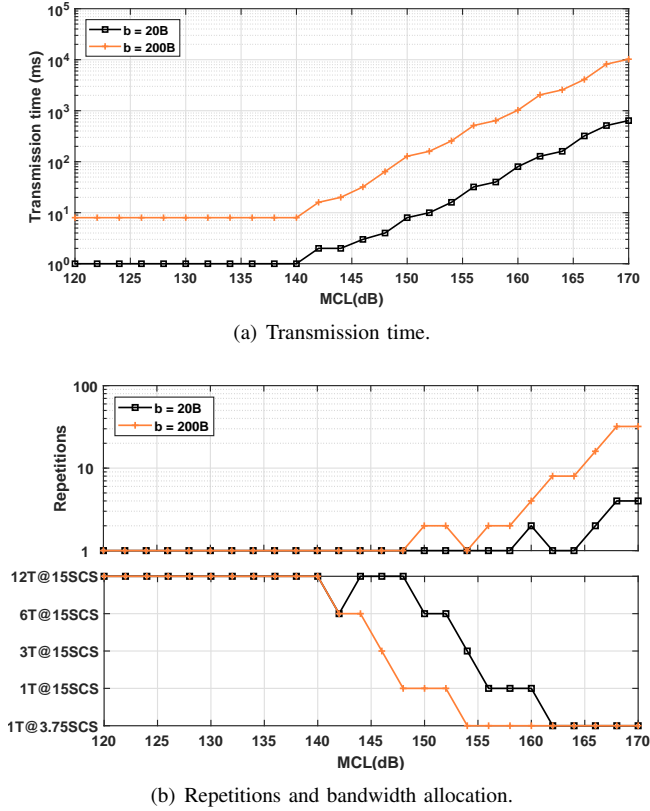 10^5
b = 20B
b = 200B
10^4
10^3
10^2
10^1
10^0
Transmission time (ms)
120 125 130 135 140 145 150 155 160 165 170
MCL(dB)
(a) Transmission time.
100
b = 20B
b = 200B
10
1
Repetitions
12T@15SCS
6T@15SCS
3T@15SCS
1T@15SCS
1T@3.75SCS
120 125 130 135 140 145 150 155 160 165 170
MCL(dB)
(b) Repetitions and bandwidth allocation.